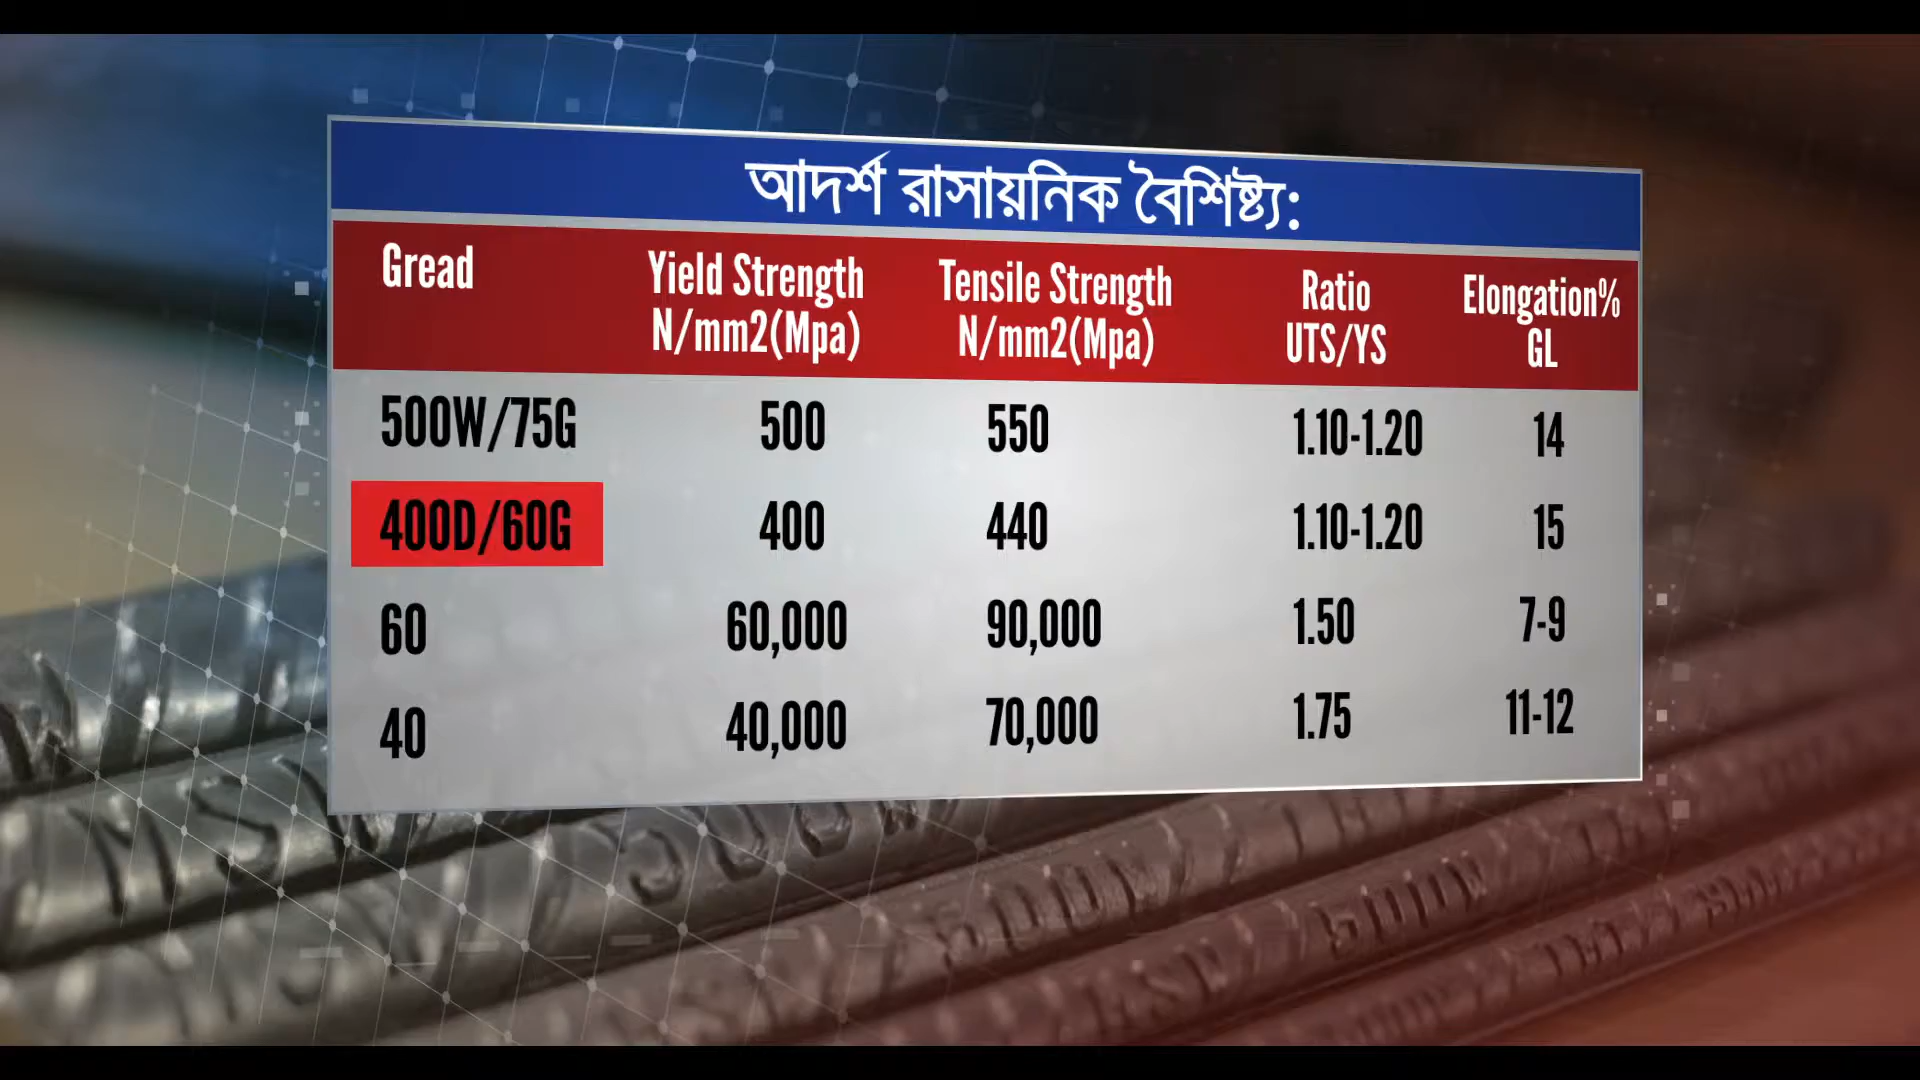 আদর্শ রাসায়নিক বৈশিষ্ট্য:
Gread Yield Strength N/mm2(Mpa) Tensile Strength N/mm2(Mpa) Ratio UTS/YS Elongation% GL
500W/75G 500 550 1.10-1.20 14
400D/60G 400 440 1.10-1.20 15
60 60,000 90,000 1.50 7-9
40 40,000 70,000 1.75 11-12
500W
500W